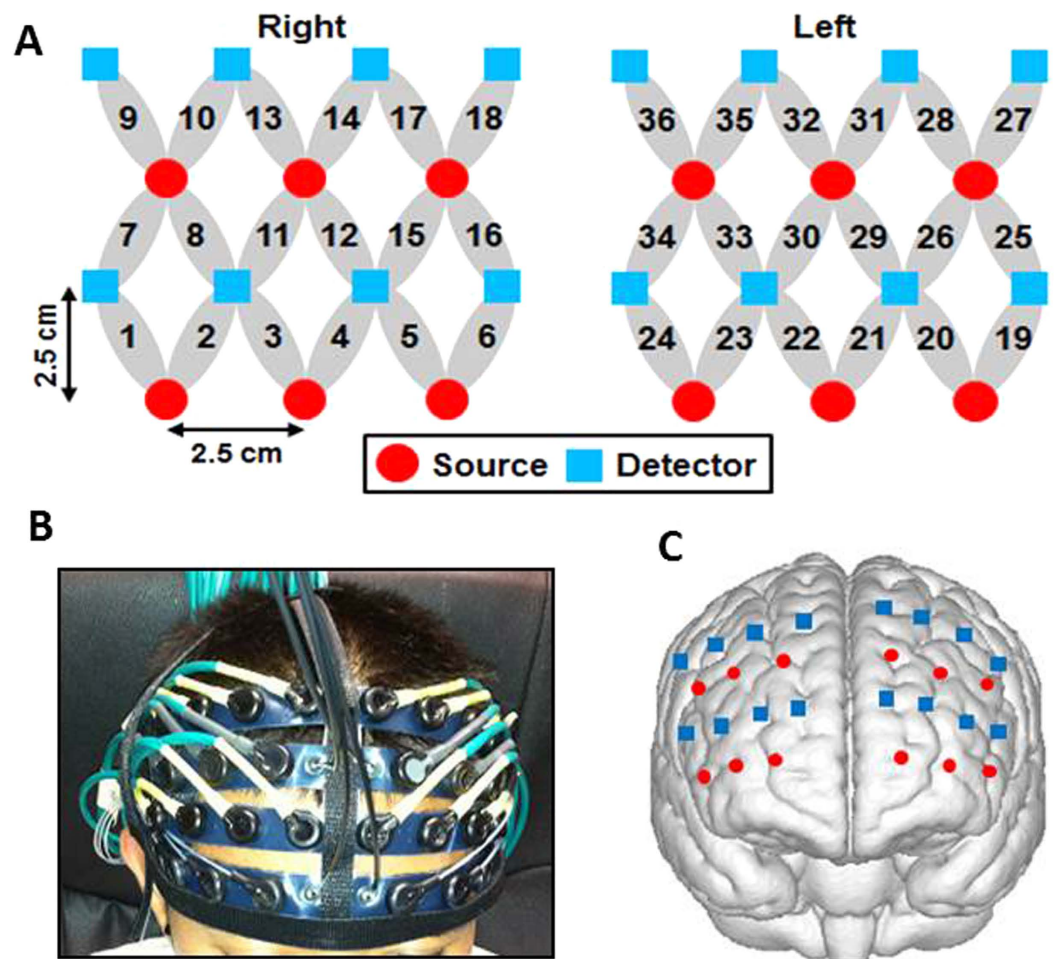 A
Right Left
9 10 13 14 17 18 36 35 32 31 28 27
7 8 11 12 15 16 34 33 30 29 26 25
1 2 3 4 5 6 24 23 22 21 20 19
2.5 cm
2.5 cm
Source Detector
B
C